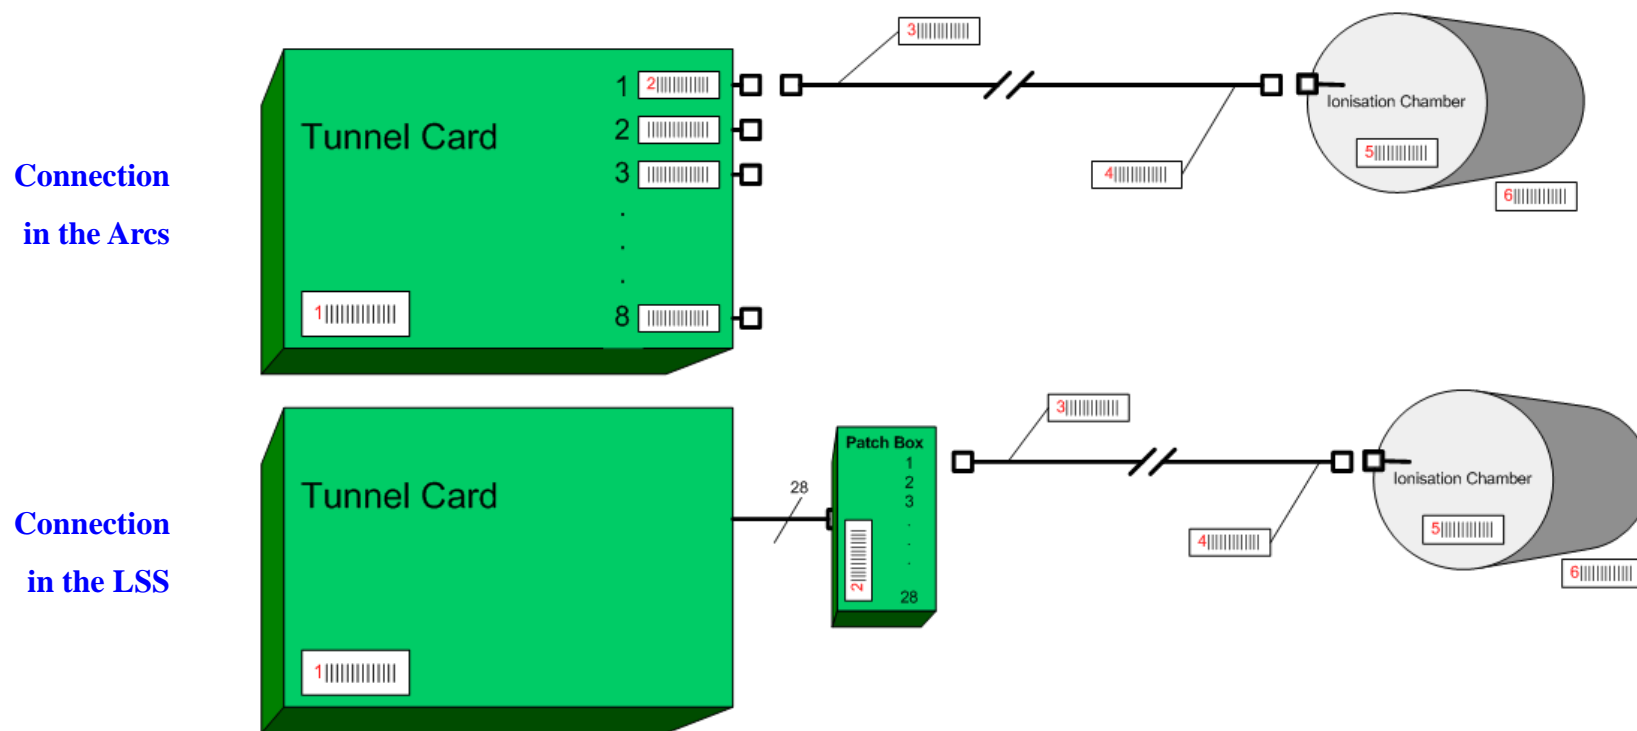 Connection
in the Arcs
Tunnel Card
1 2
2
3
.
.
.
8
1
3
4
Ionisation Chamber
5
6
Connection
in the LSS
Tunnel Card
1
28
Patch Box
1
2
3
.
.
.
28
2
3
4
Ionisation Chamber
5
6